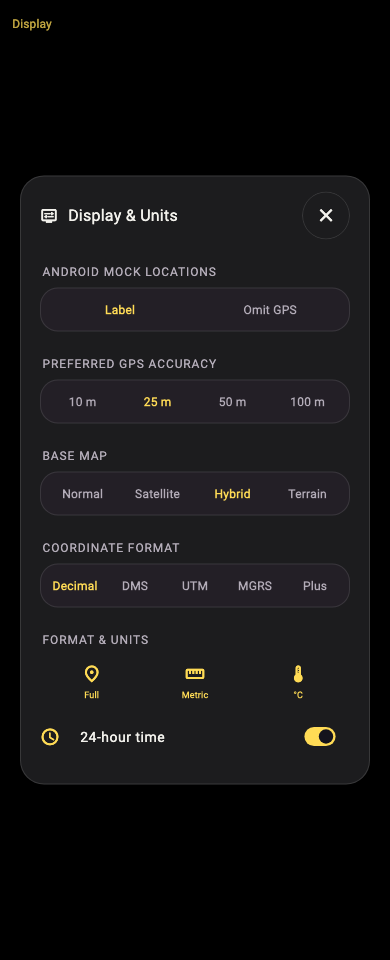 Display
Display & Units
ANDROID MOCK LOCATIONS
Label Omit GPS
PREFERRED GPS ACCURACY
10 m 25 m 50 m 100 m
BASE MAP
Normal Satellite Hybrid Terrain
COORDINATE FORMAT
Decimal DMS UTM MGRS Plus
FORMAT & UNITS
Full Metric °C
24-hour time